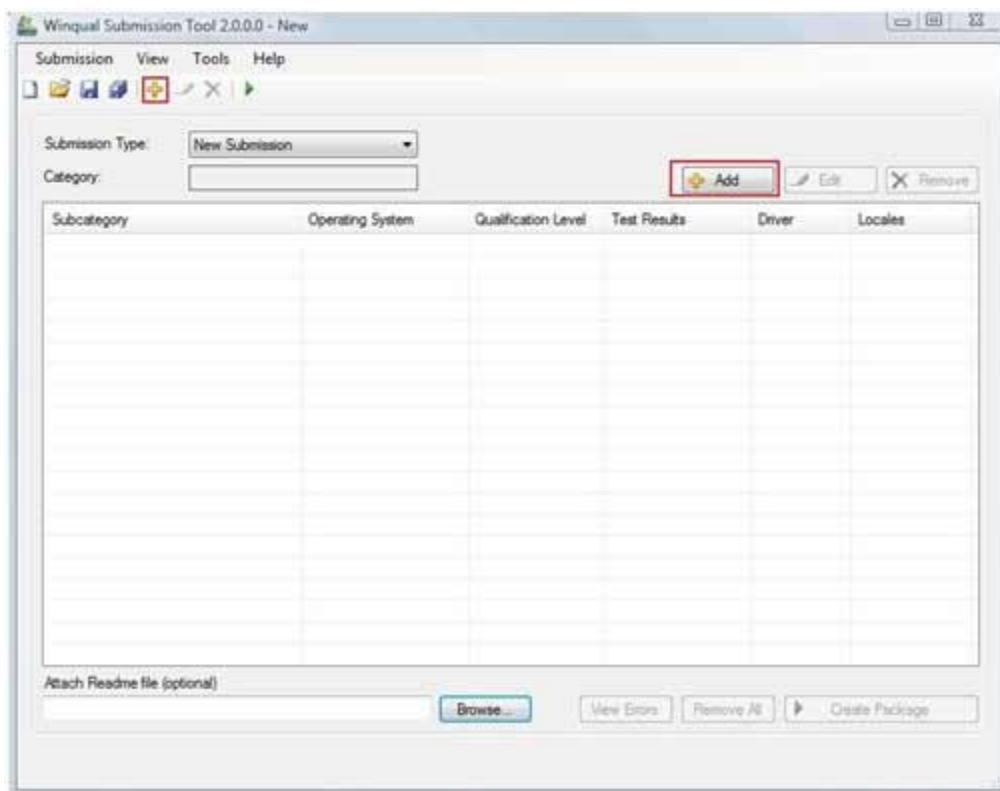 Winqual Submission Tool 2.0.0.0 - New
Submission View Tools Help
Submission Type: New Submission
Category:
Add Edit Remove
Subcategory Operating System Qualification Level Test Results Driver Locales
Attach Readme file (optional)
Browse... View Errors Remove All Create Package